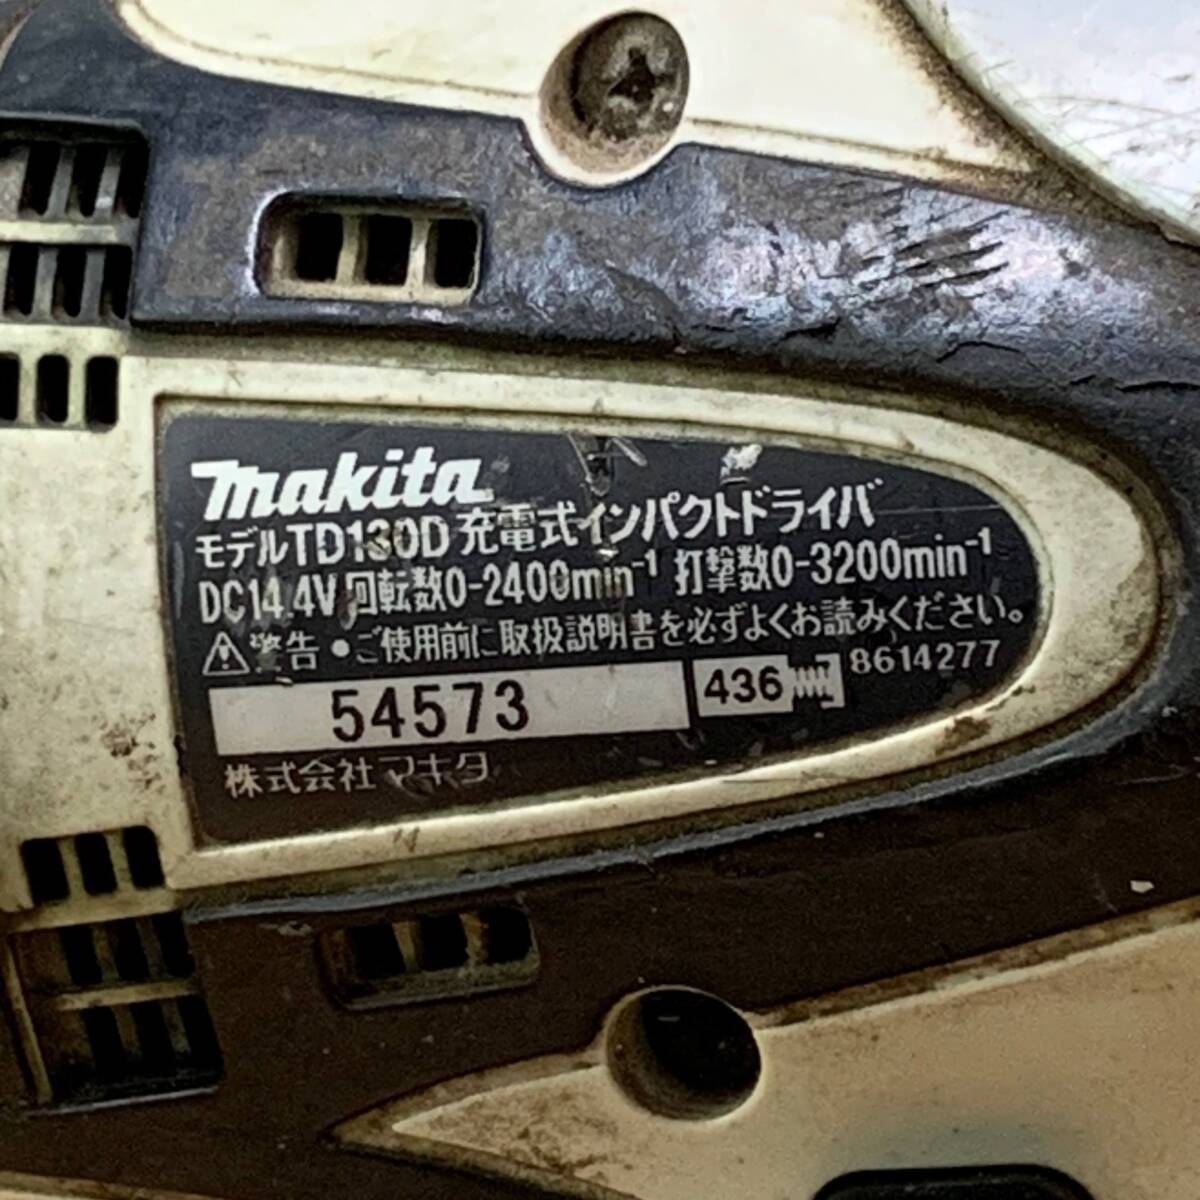 makita
モデルTD130D 充電式インパクトドライバ
DC14.4V 回転数0-2400min⁻¹ 打撃数0-3200min⁻¹
⚠警告 ●ご使用前に取扱説明書を必ずよくお読みください。
54573 436 8614277
株式会社マキタ